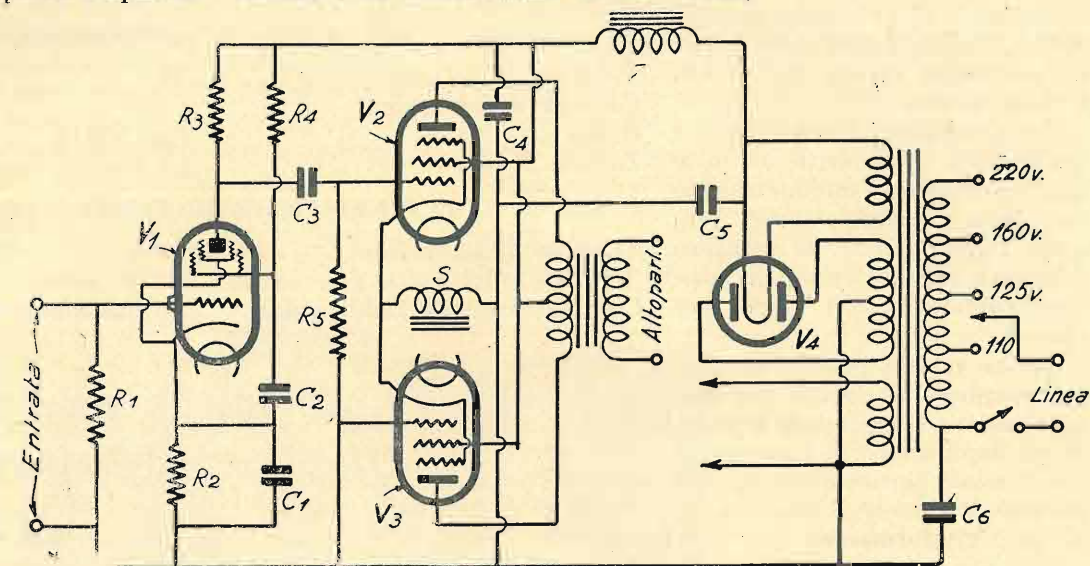 R3
R4
V2
C4
C3
C5
V1
220v.
160v.
S
125v.
Altoparl.
R5
V4
110
Entrata
R1
C2
Linea
R2
C1
V3
C6